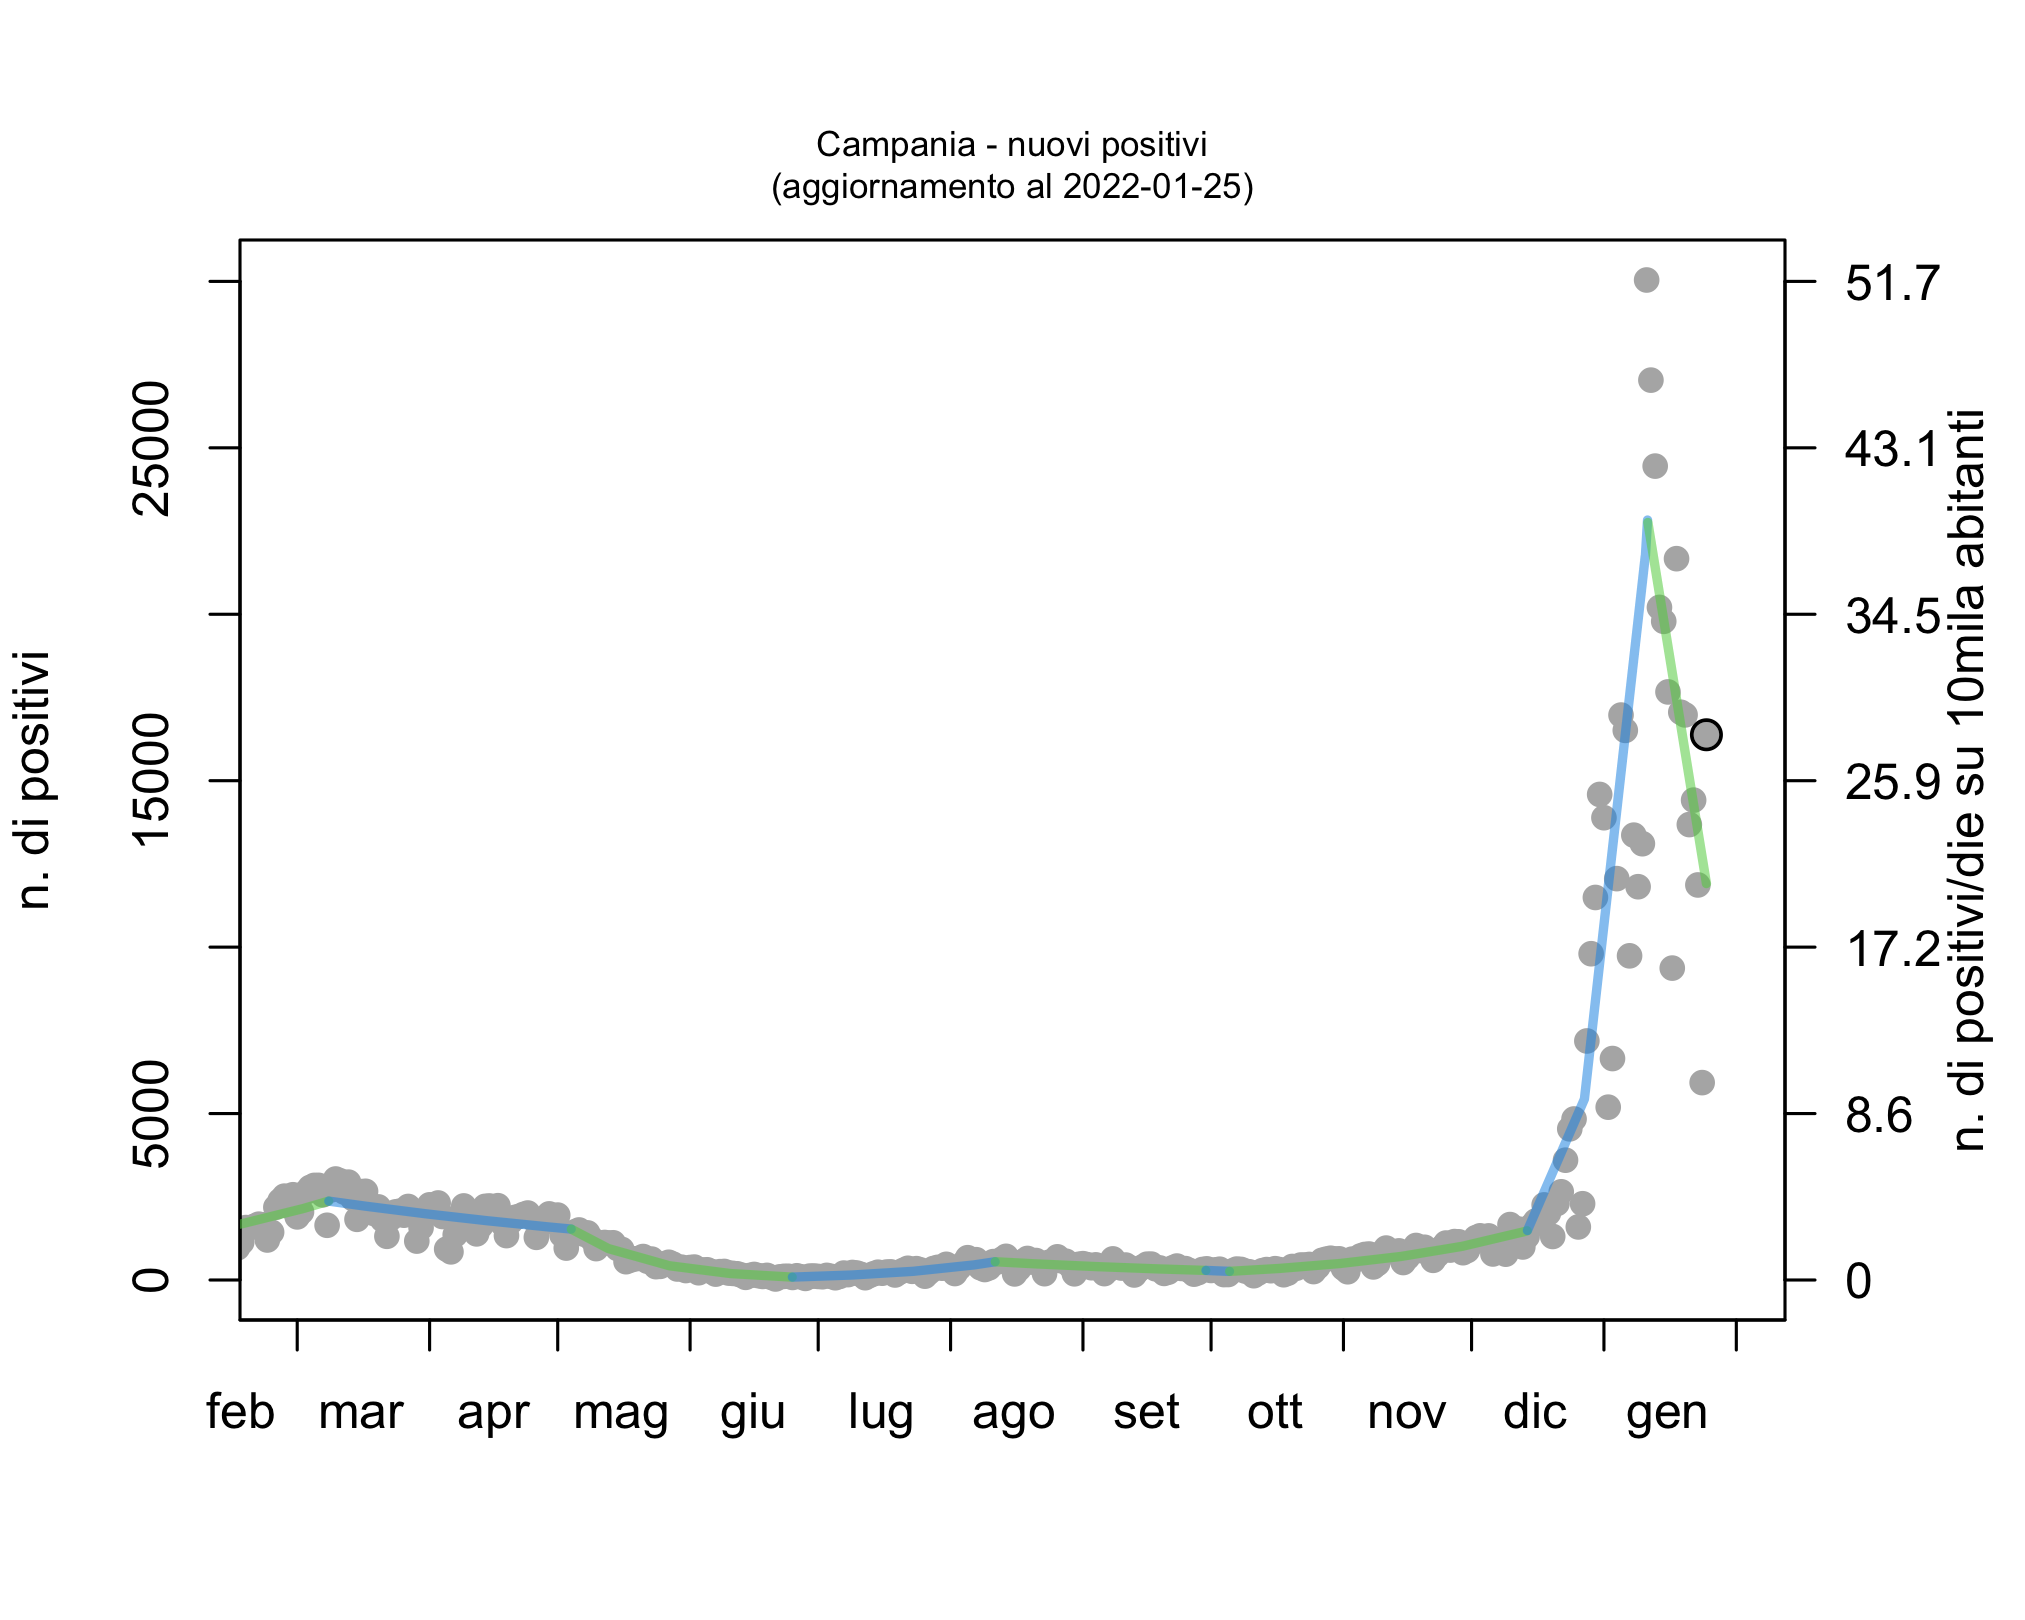 Campania - nuovi positivi
(aggiornamento al 2022-01-25)
n. di positivi
25000
15000
5000
0
51.7
43.1
34.5
25.9
17.2
8.6
0
n. di positivi/die su 10mila abitanti
feb mar apr mag giu lug ago set ott nov dic gen